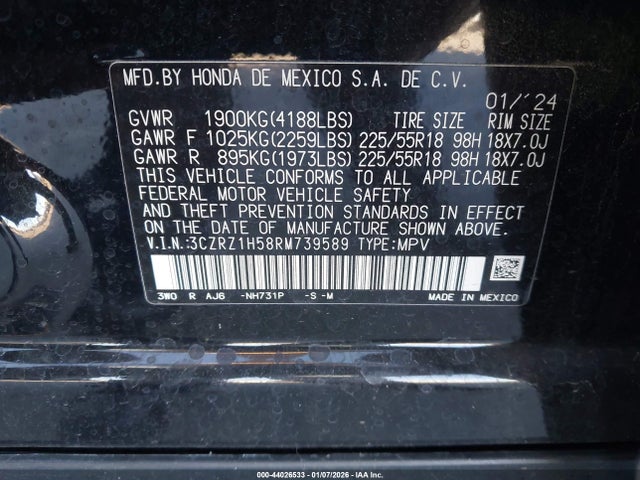 MFD.BY HONDA DE MEXICO S.A. DE C.V.
01/'24
GVWR 1900KG(4188LBS) TIRE SIZE RIM SIZE
GAWR F 1025KG(2259LBS) 225/55R18 98H 18X7.0J
GAWR R 895KG(1973LBS) 225/55R18 98H 18X7.0J
THIS VEHICLE CONFORMS TO ALL APPLICABLE
FEDERAL MOTOR VEHICLE SAFETY
AND THEFT PREVENTION STANDARDS IN EFFECT
ON THE DATE OF MANUFACTURE SHOWN ABOVE.
V.I.N.:3CZRZ1H58RM739589 TYPE:MPV
3W0 R AJ6 -NH731P -S -M MADE IN MEXICO
000-44026533 - 01/07/2026 - IAA Inc.